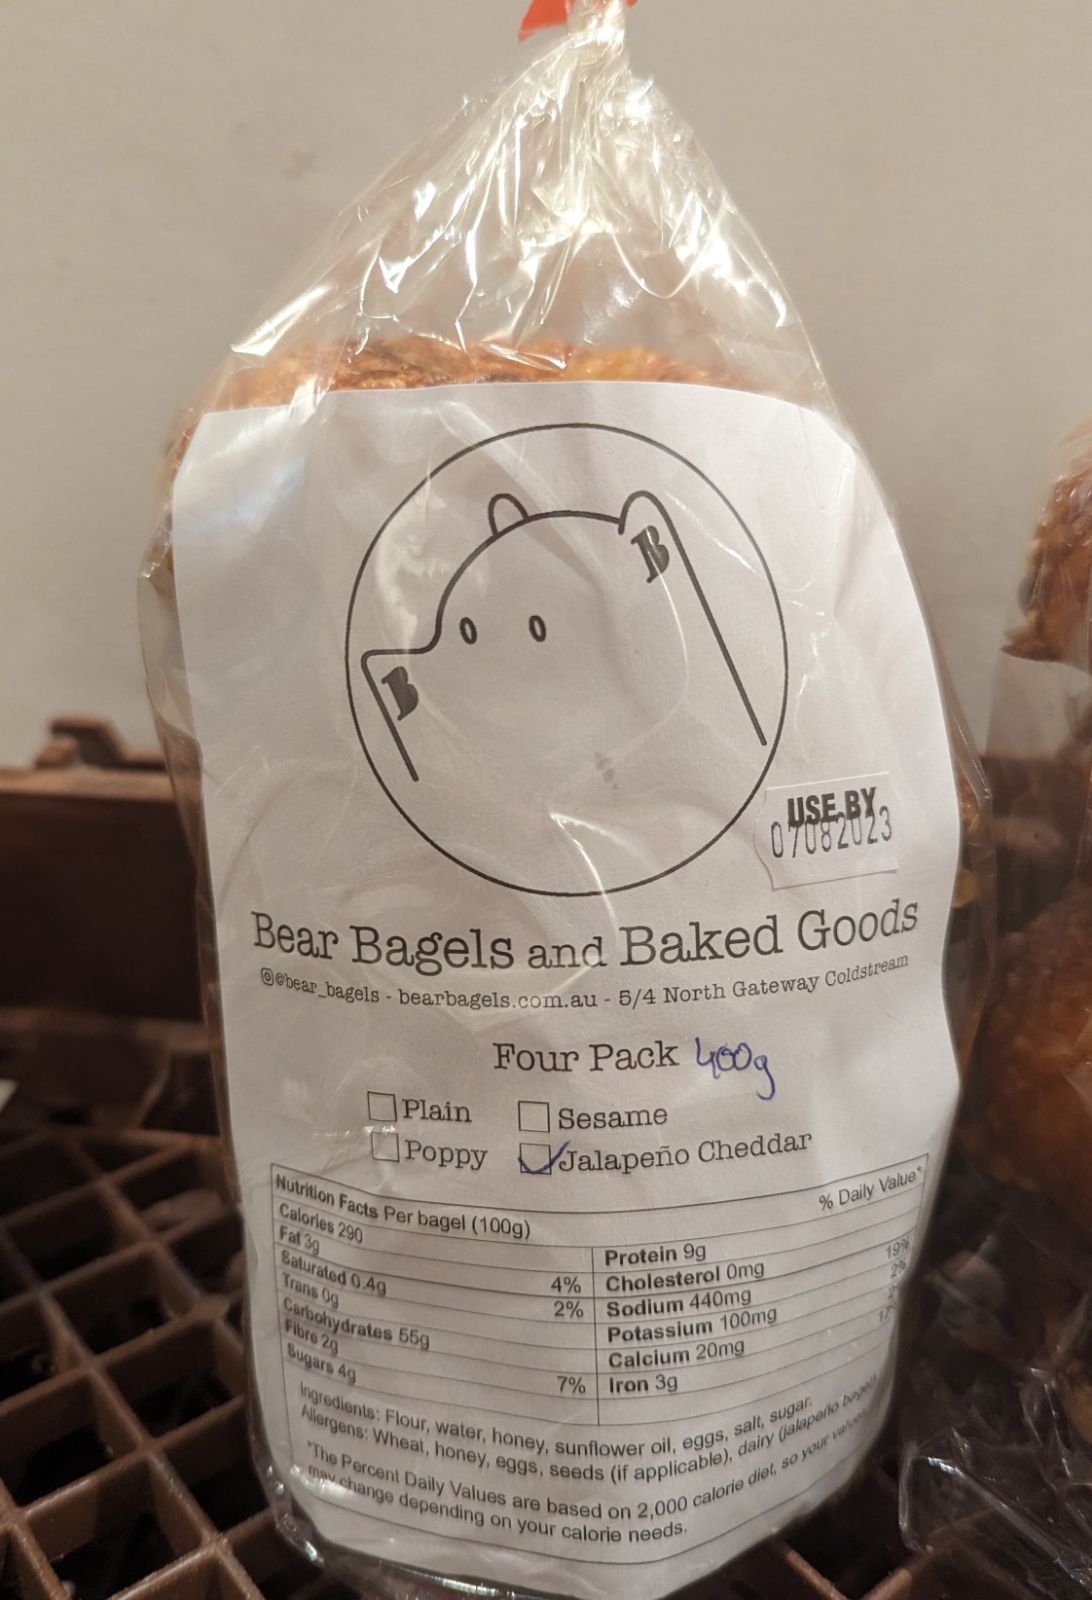 B
B
USE BY
07082023
Bear Bagels and Baked Goods
@bear_bagels - bearbagels.com.au - 5/4 North Gateway Coldstream
Four Pack 400g
Plain
Sesame
Poppy
Jalapeño Cheddar
Nutrition Facts Per bagel (100g)
% Daily Value*
Calories 290
Fat 3g 4%
Saturated 0.4g 2%
Trans 0g
Carbohydrates 55g
Fibre 2g 7%
Sugars 4g
Protein 9g
Cholesterol 0mg
Sodium 440mg 19%
Potassium 100mg 2%
Calcium 20mg
Iron 3g
Ingredients: Flour, water, honey, sunflower oil, eggs, salt, sugar.
Allergens: Wheat, honey, eggs, seeds (if applicable), dairy (jalapeño bagel).
*The Percent Daily Values are based on 2,000 calorie diet, so your values
may change depending on your calorie needs.